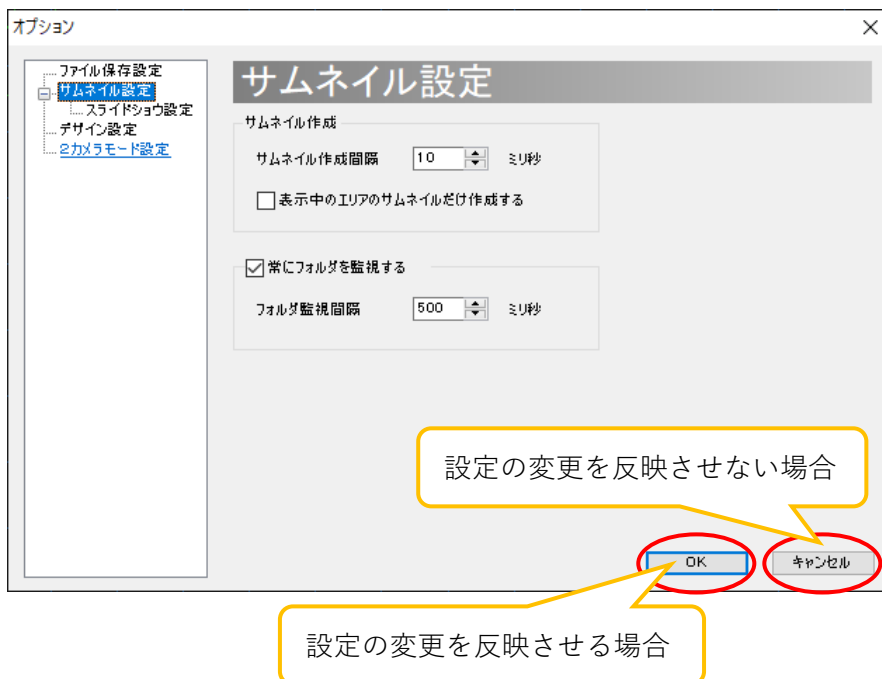 オプション
ファイル保存設定
サムネイル設定
スライドショウ設定
デザイン設定
2カメラモード設定
サムネイル設定
サムネイル作成
サムネイル作成間隔 10 ミリ秒
表示中のエリアのサムネイルだけ作成する
常にフォルダを監視する
フォルダ監視間隔 500 ミリ秒
設定の変更を反映させない場合
OK キャンセル
設定の変更を反映させる場合